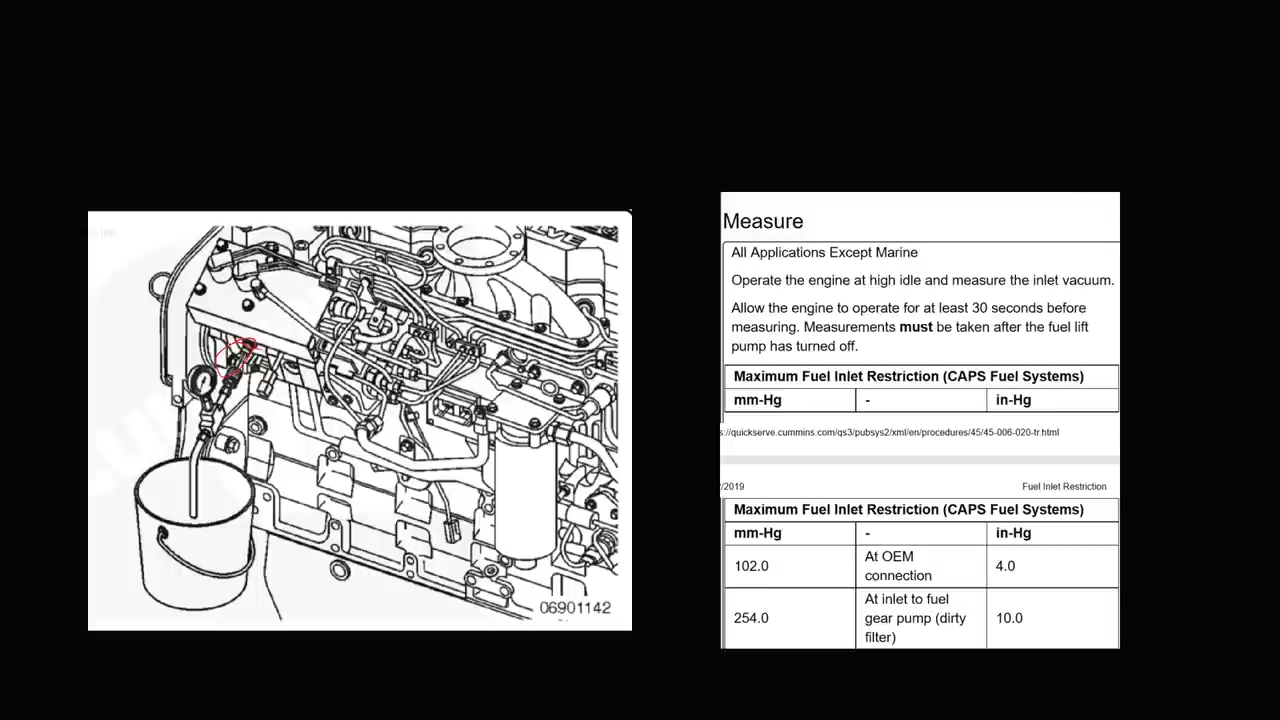 06901142
Measure
All Applications Except Marine
Operate the engine at high idle and measure the inlet vacuum.
Allow the engine to operate for at least 30 seconds before
measuring. Measurements must be taken after the fuel lift
pump has turned off.
Maximum Fuel Inlet Restriction (CAPS Fuel Systems)
mm-Hg - in-Hg
s://quickserve.cummins.com/qs3/pubsys2/xml/en/procedures/45/45-006-020-tr.html
/2019 Fuel Inlet Restriction
Maximum Fuel Inlet Restriction (CAPS Fuel Systems)
mm-Hg - in-Hg
102.0 At OEM connection 4.0
254.0 At inlet to fuel gear pump (dirty filter) 10.0